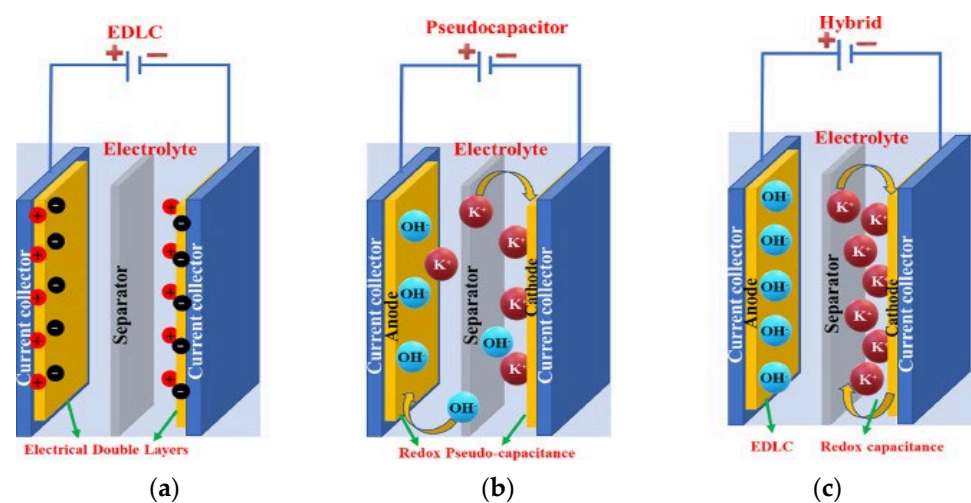 EDLC
+ −
Electrolyte
Current collector
Separator
Current collector
Electrical Double Layers
(a)
Pseudocapacitor
+ −
Electrolyte
Current collector
Anode
Separator
Cathode
Current collector
OH-
OH-
OH-
K+
K+
K+
K+
K+
OH-
OH-
Redox Pseudo-capacitance
(b)
Hybrid
+ −
Electrolyte
Current collector
Anode
Separator
Cathode
Current collector
OH-
OH-
OH-
OH-
OH-
K+
K+
K+
K+
K+
K+
K+
EDLC
Redox capacitance
(c)